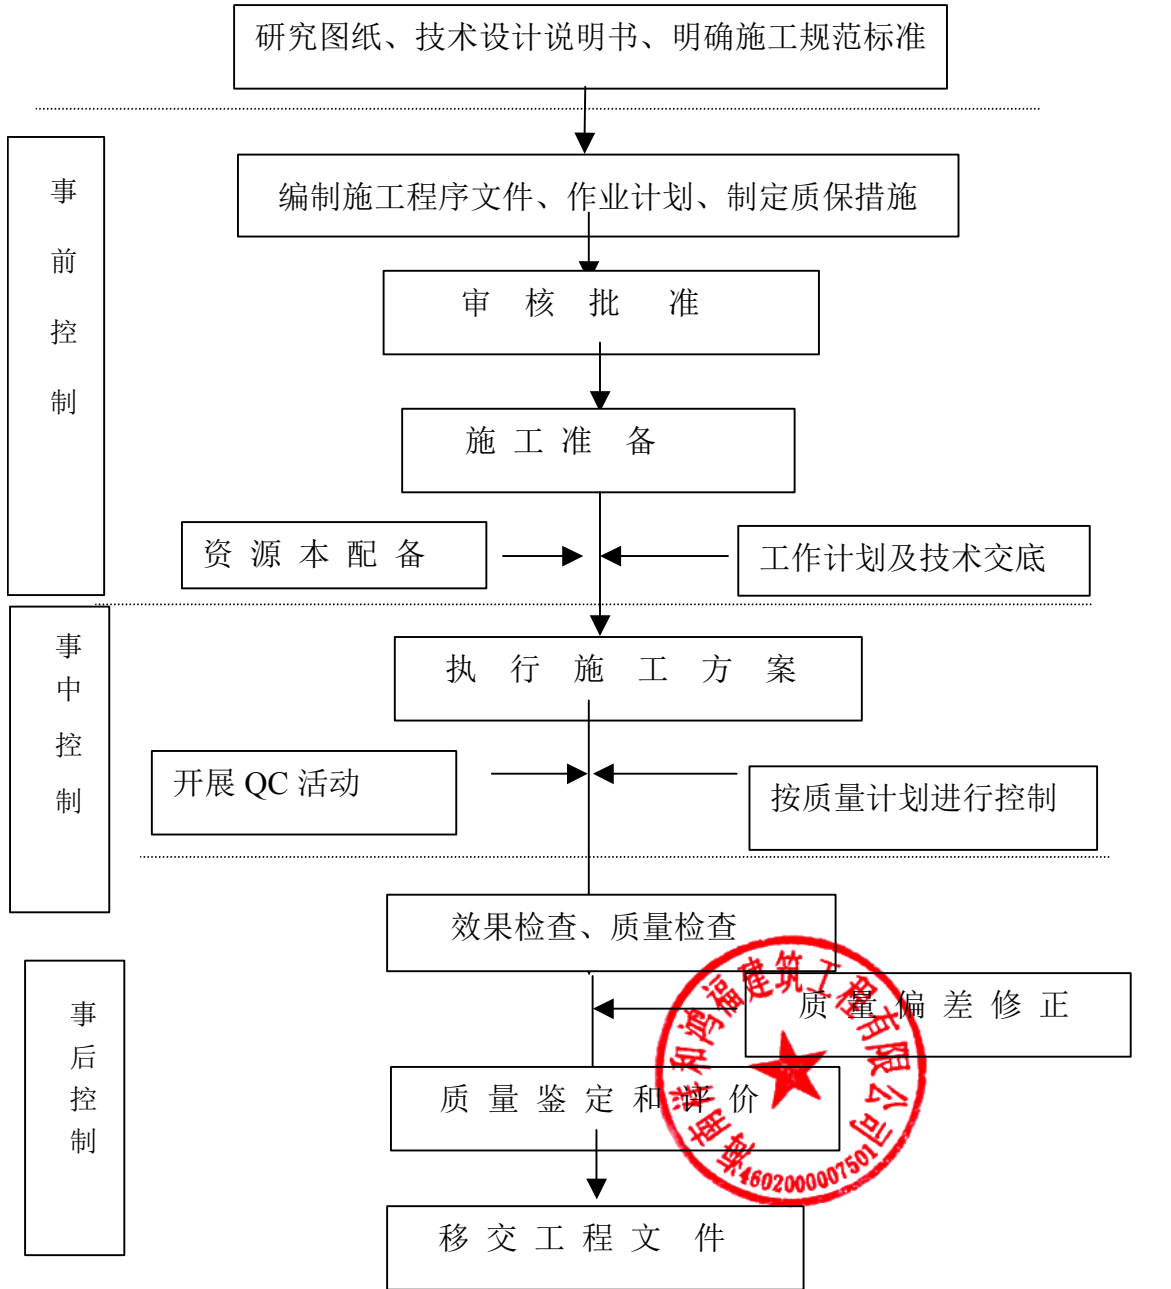 研究图纸、技术设计说明书、明确施工规范标准
事前控制
编制施工程序文件、作业计划、制定质保措施
审核批准
施工准备
资源本配备
工作计划及技术交底
事中控制
执行施工方案
开展 QC 活动
按质量计划进行控制
效果检查、质量检查
事后控制
质量偏差修正
质量鉴定和评价
移交工程文件
海南祥和鸿福建筑工程有限公司
4602000007501